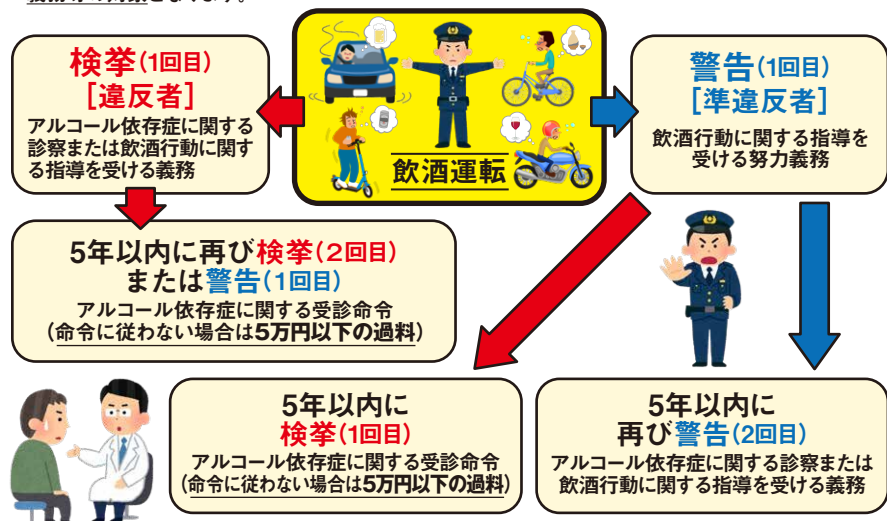 義務等の対象となります。
検挙(1回目)
[違反者]
アルコール依存症に関する
診察または飲酒行動に関す
る指導を受ける義務
飲酒運転
警告(1回目)
[準違反者]
飲酒行動に関する指導を
受ける努力義務
5年以内に再び検挙(2回目)
または警告(1回目)
アルコール依存症に関する受診命令
(命令に従わない場合は5万円以下の過料)
5年以内に
検挙(1回目)
アルコール依存症に関する受診命令
(命令に従わない場合は5万円以下の過料)
5年以内に
再び警告(2回目)
アルコール依存症に関する診察または
飲酒行動に関する指導を受ける義務